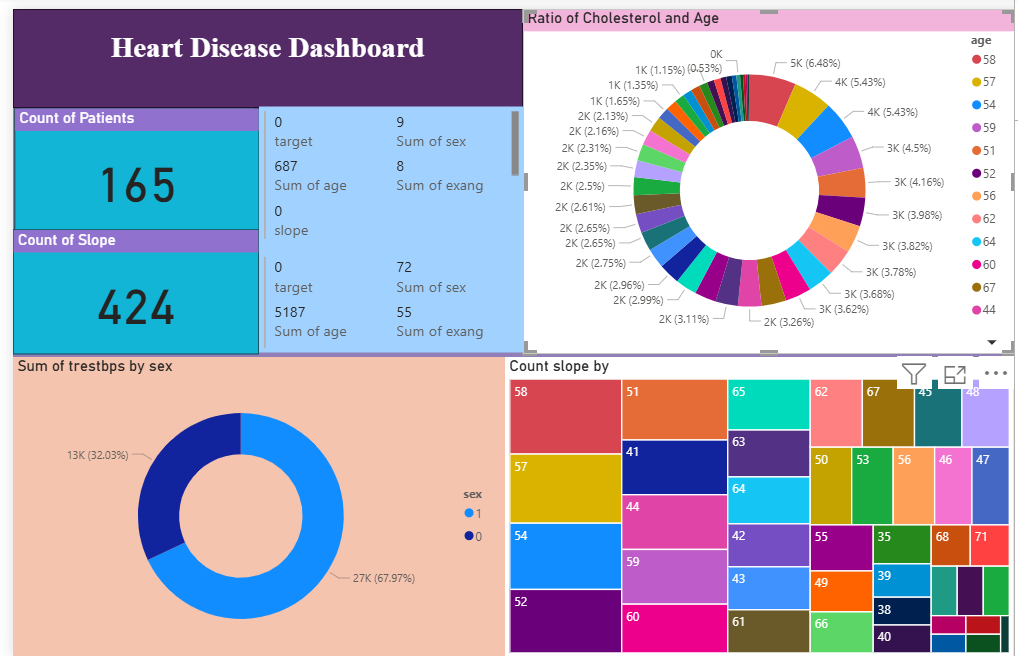 Heart Disease Dashboard
Count of Patients
165
Count of Slope
424
0
target
9
Sum of sex
687
Sum of age
8
Sum of exang
0
slope
0
target
72
Sum of sex
5187
Sum of age
55
Sum of exang
Ratio of Cholesterol and Age
0K
(0.53%)
5K (6.48%)
4K (5.43%)
4K (5.43%)
3K (4.5%)
3K (4.16%)
3K (3.98%)
3K (3.82%)
3K (3.78%)
3K (3.68%)
3K (3.62%)
2K (3.26%)
2K (3.11%)
2K (2.99%)
2K (2.96%)
2K (2.75%)
2K (2.65%)
2K (2.65%)
2K (2.61%)
2K (2.5%)
2K (2.35%)
2K (2.31%)
2K (2.16%)
2K (2.13%)
1K (1.65%)
1K (1.35%)
1K (1.15%)
age
58
57
54
59
51
52
56
62
64
60
67
44
Sum of trestbps by sex
13K (32.03%)
27K (67.97%)
sex
1
0
Count slope by
58
57
54
52
51
41
44
59
60
65
63
64
42
43
61
62
67
45
48
50
53
56
46
47
55
49
66
35
39
38
40
68
71